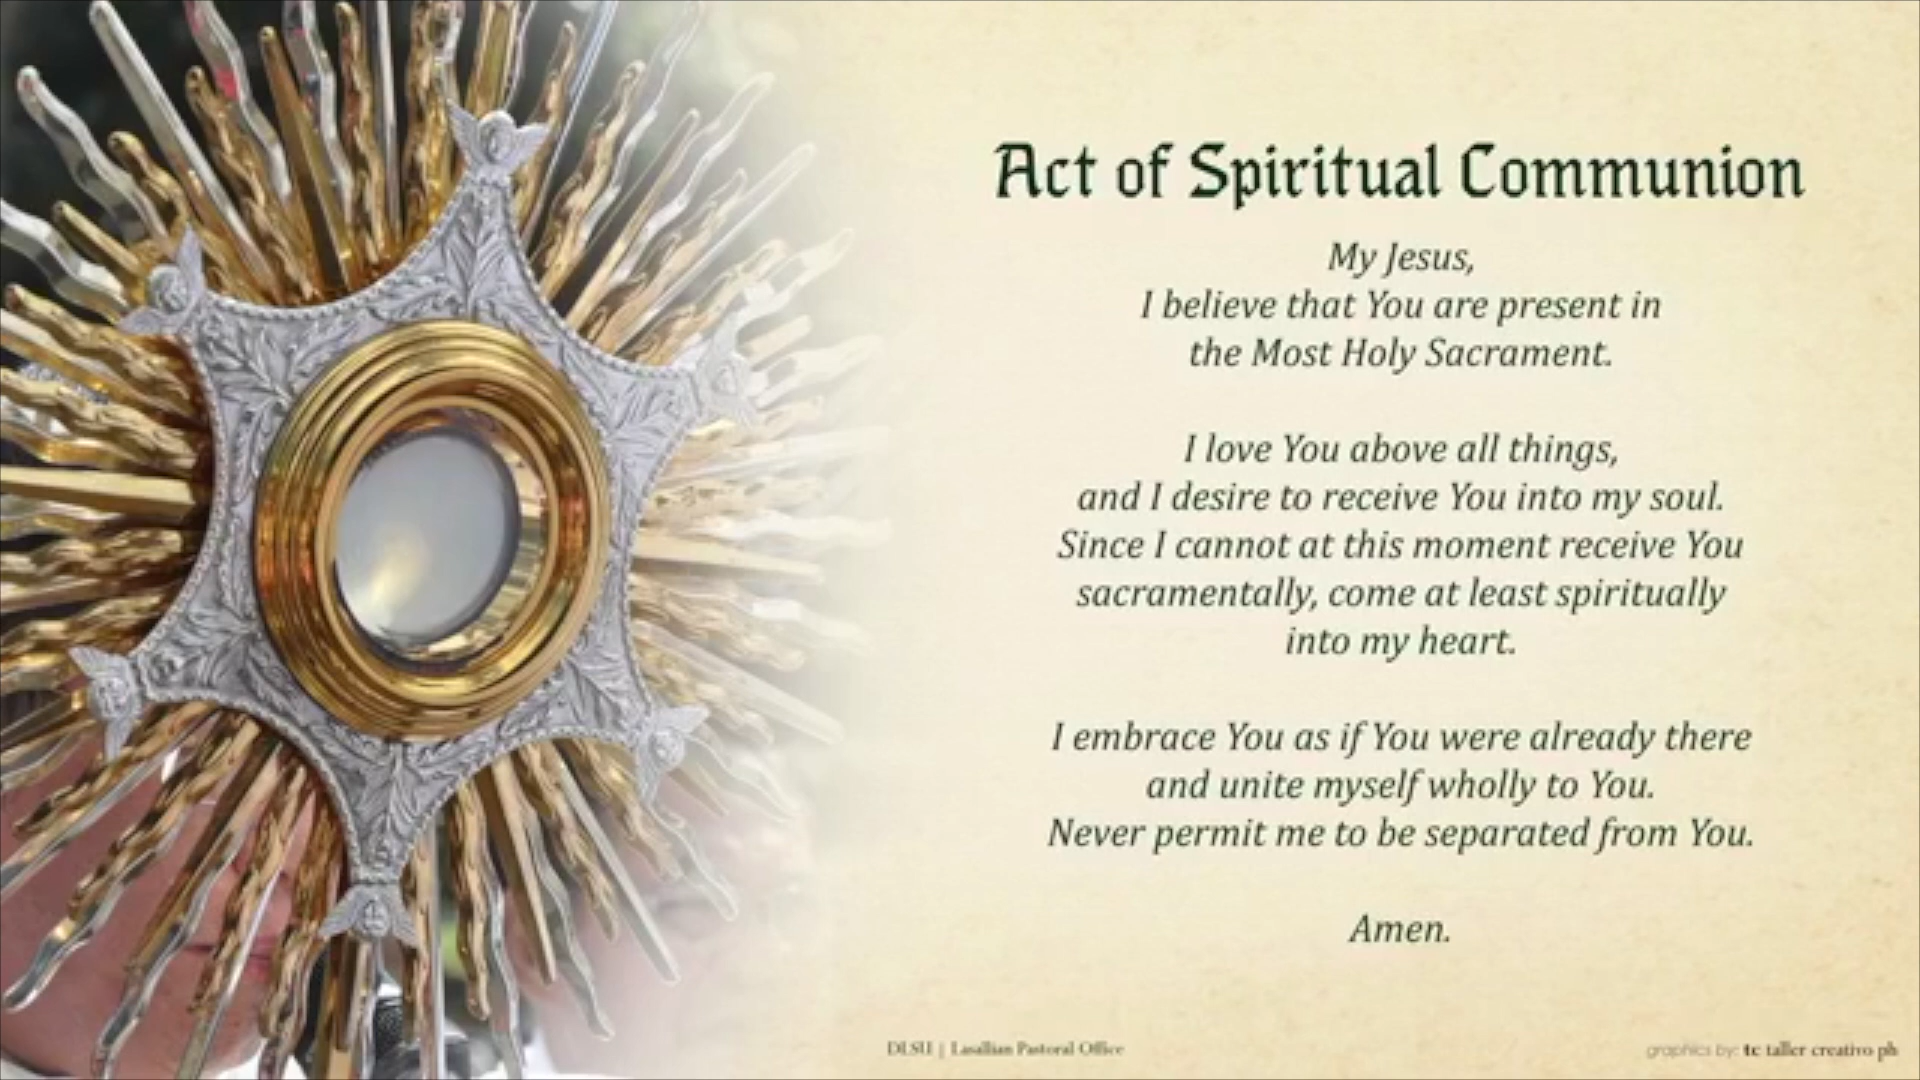 Act of Spiritual Communion
My Jesus,
I believe that You are present in
the Most Holy Sacrament.
I love You above all things,
and I desire to receive You into my soul.
Since I cannot at this moment receive You
sacramentally, come at least spiritually
into my heart.
I embrace You as if You were already there
and unite myself wholly to You.
Never permit me to be separated from You.
Amen.
DLSU | Lasallian Pastoral Office
graphics by: tc taller creativo ph